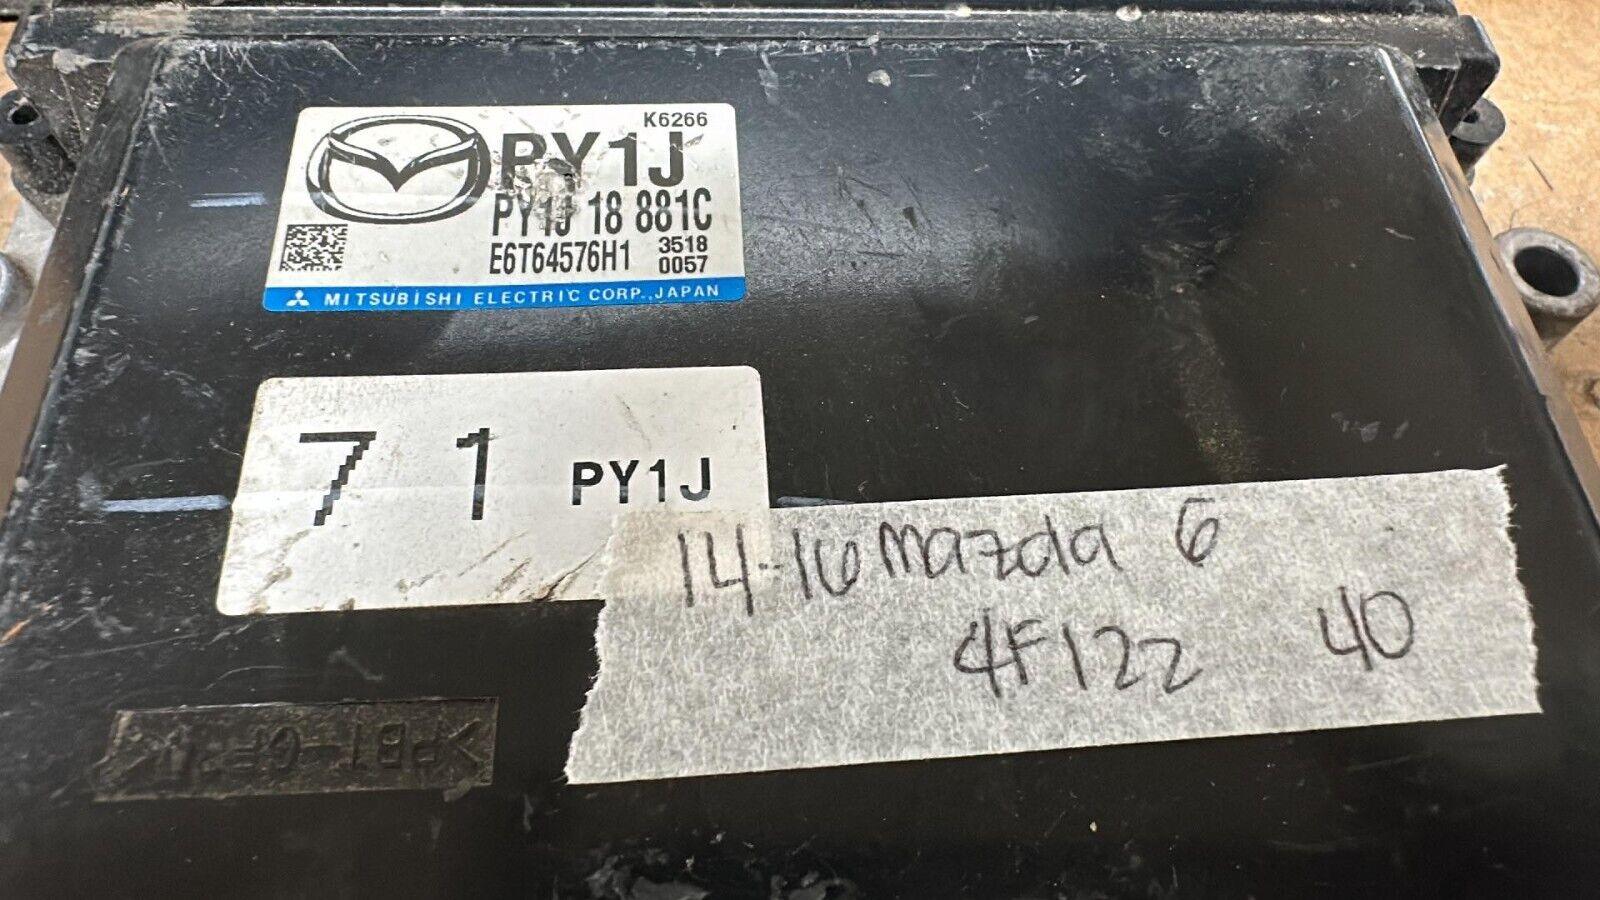 K6266
PY1J
PY1J 18 881C
E6T64576H1 3518
0057
MITSUBISHI ELECTRIC CORP.,JAPAN
7 1 PY1J
14-16 Mazda 6
4F122 40